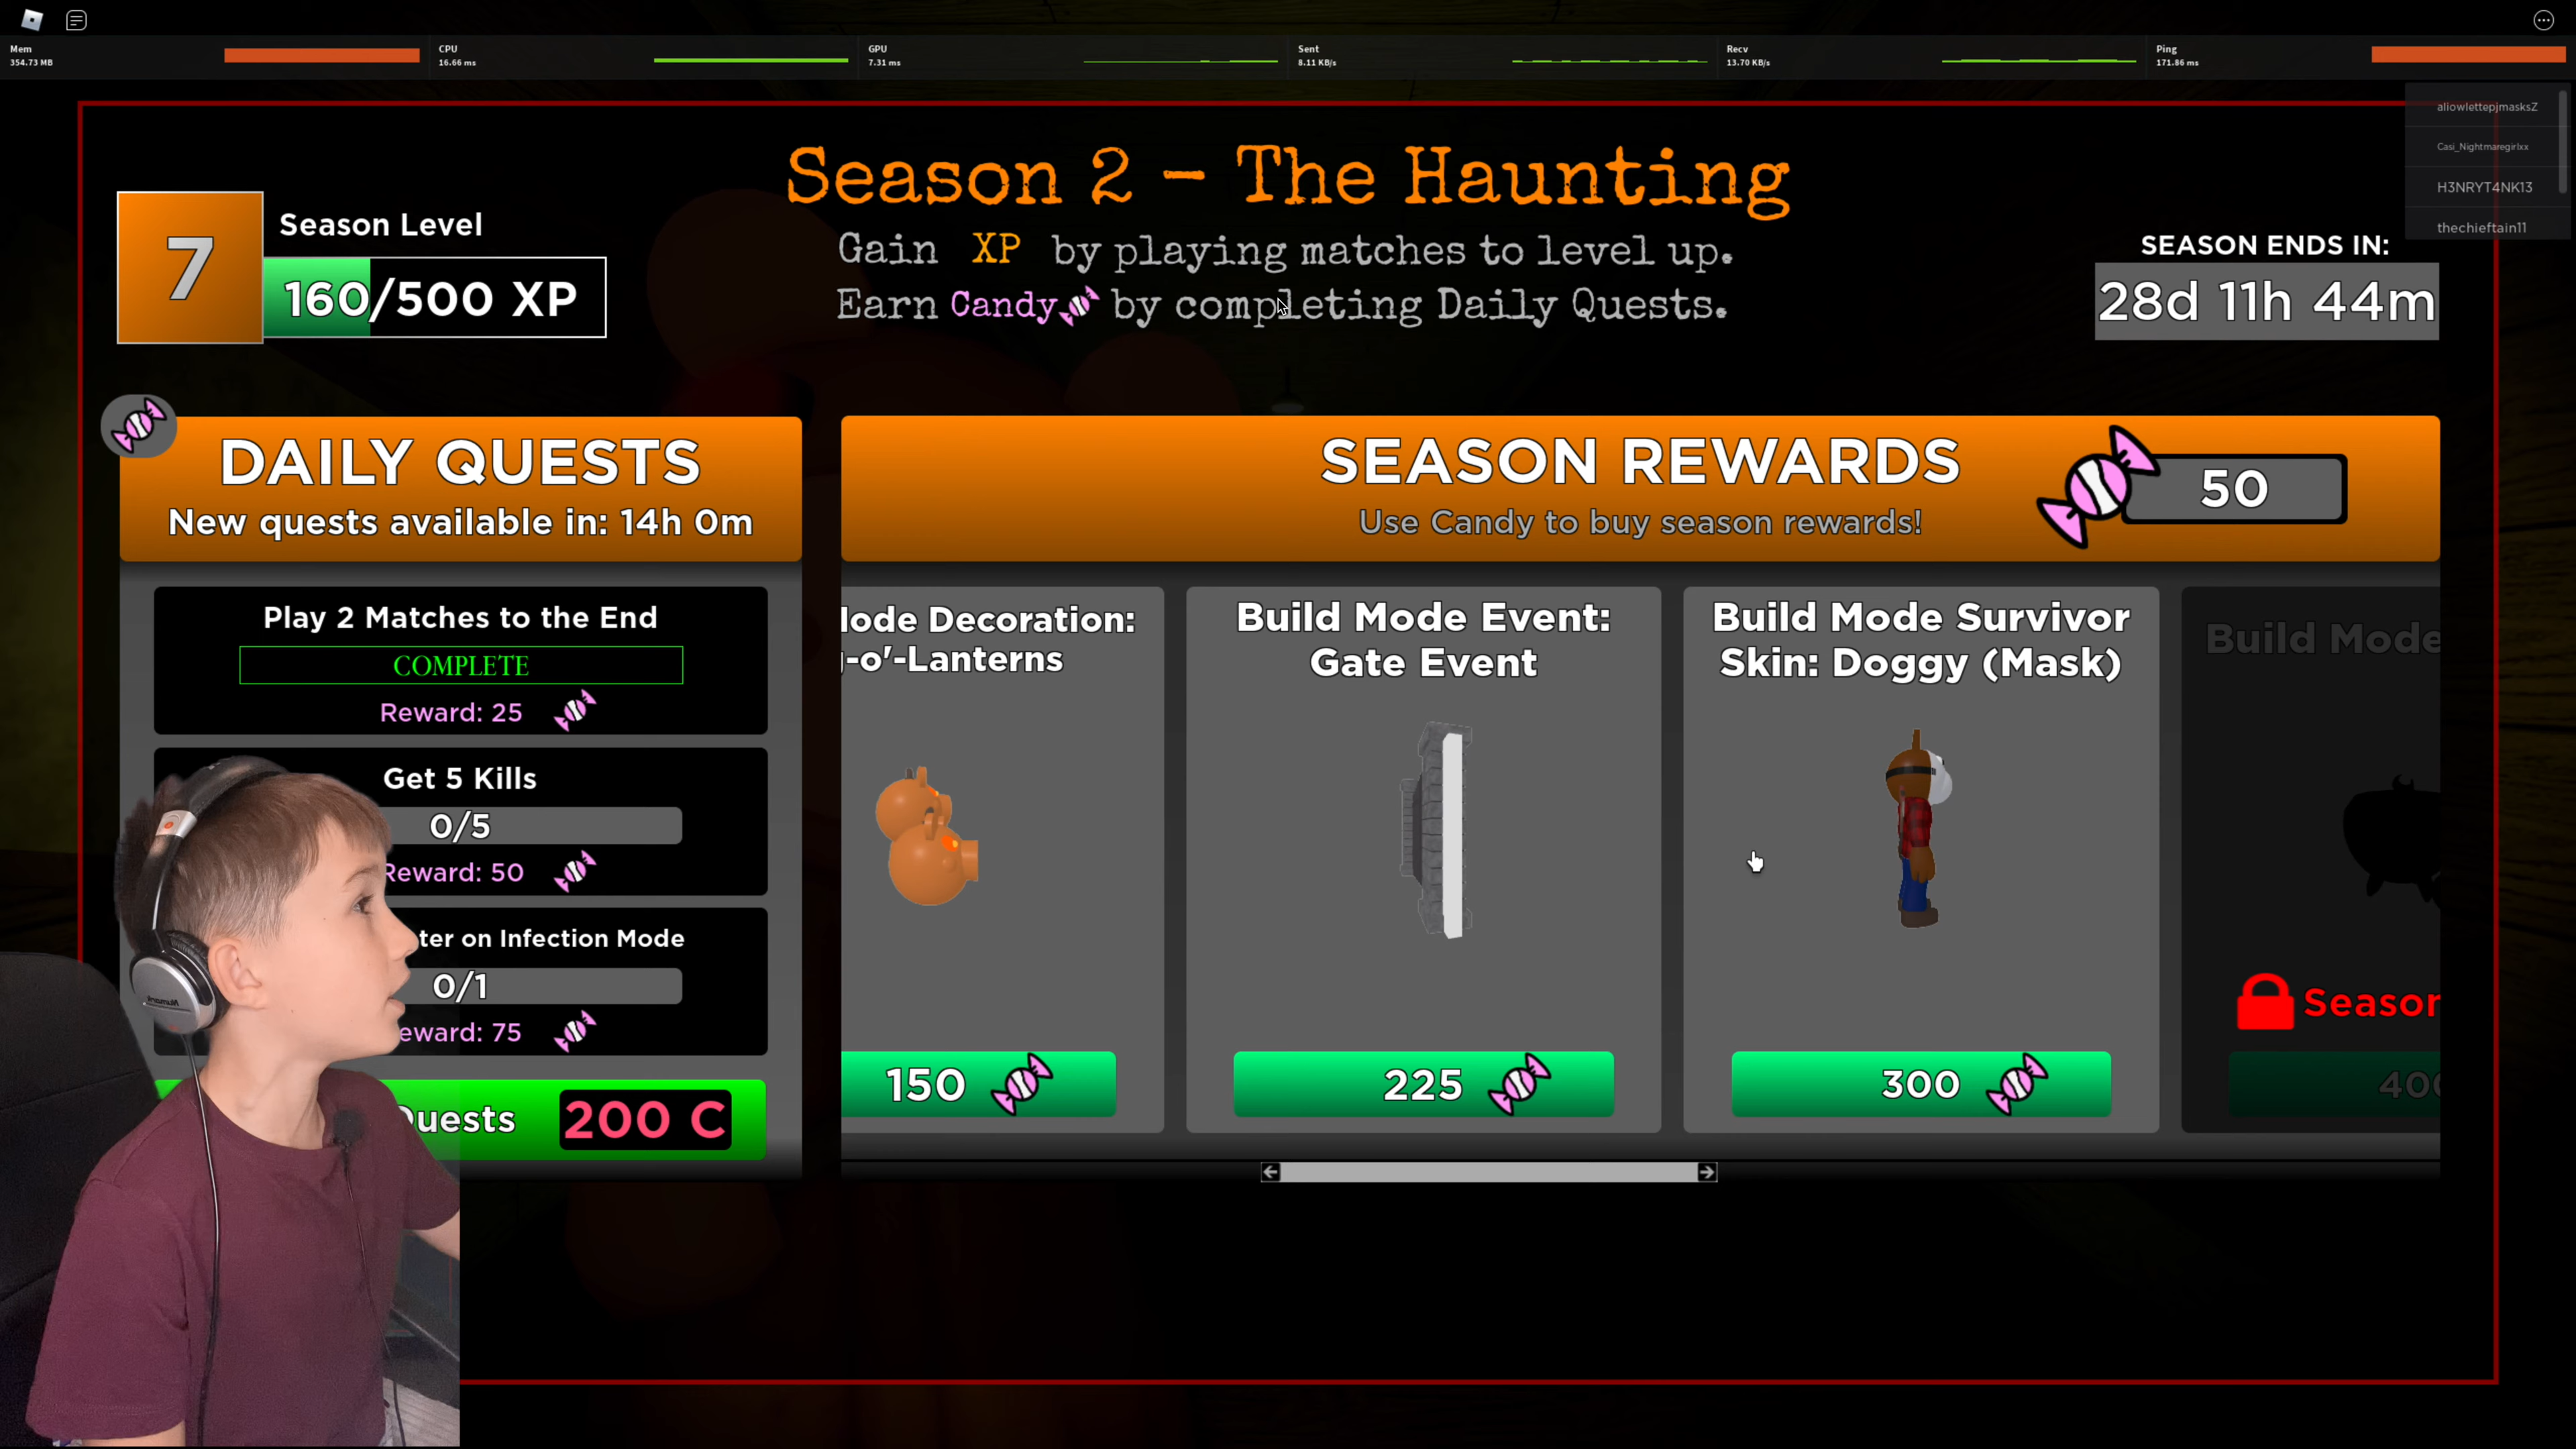 Mem
354.73 MB
CPU
16.66 ms
GPU
7.31 ms
Sent
8.11 KB/s
Recv
13.70 KB/s
Ping
171.86 ms
aliowlettepjmasksZ
Casi_Nightmaregirlxx
H3NRYT4NK13
thechieftain11
Season 2 - The Haunting
Gain XP by playing matches to level up.
Earn Candy by completing Daily Quests.
7
Season Level
160/500 XP
SEASON ENDS IN:
28d 11h 44m
DAILY QUESTS
New quests available in: 14h 0m
Play 2 Matches to the End
COMPLETE
Reward: 25
Get 5 Kills
0/5
Reward: 50
ter on Infection Mode
0/1
eward: 75
Quests
200 C
SEASON REWARDS
Use Candy to buy season rewards!
50
ode Decoration:
-o'-Lanterns
150
Build Mode Event:
Gate Event
225
Build Mode Survivor
Skin: Doggy (Mask)
300
Build Mode
Season
400